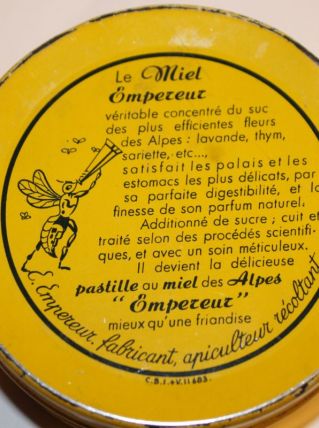 Le Miel
Empereur
véritable concentré du suc
des plus efficientes fleurs
des Alpes : lavande, thym,
sariette, etc...,
satisfait les palais et les
estomacs les plus délicats, par
sa parfaite digestibilité, et
finesse de son parfum naturel.
Additionné de sucre ; cuit et
traité selon des procédés scientifi-
ques, et avec un soin méticuleux.
Il devient la délicieuse
pastille au miel des Alpes
"Empereur"
mieux qu'une friandise
E. Empereur, fabricant, apiculteur récoltant